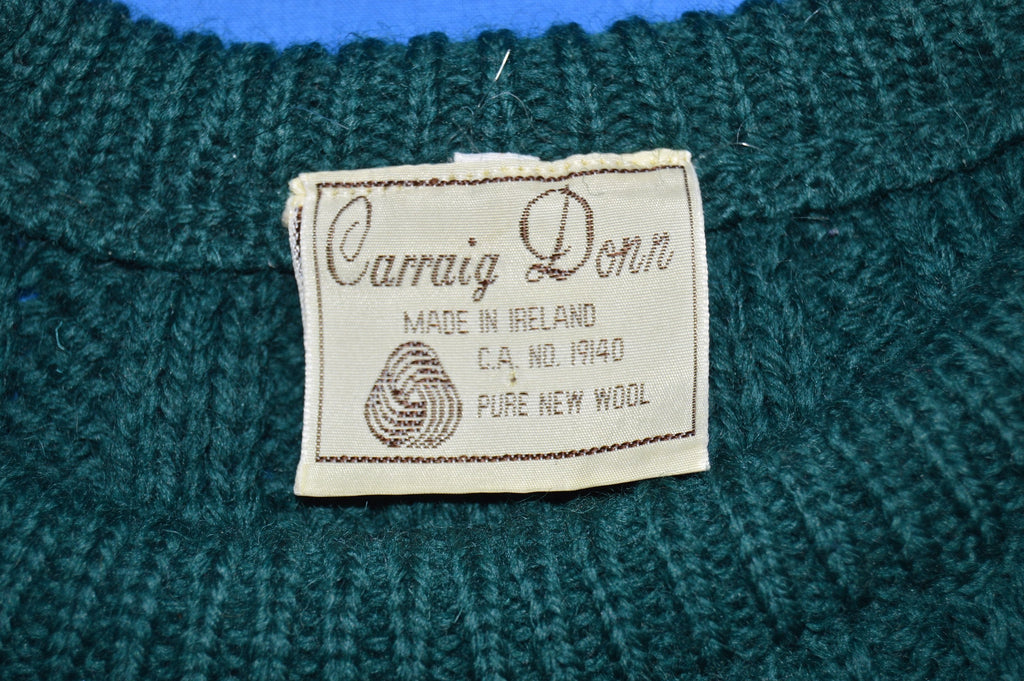 Carraig Donn
MADE IN IRELAND
C.A. NO. 19140
PURE NEW WOOL